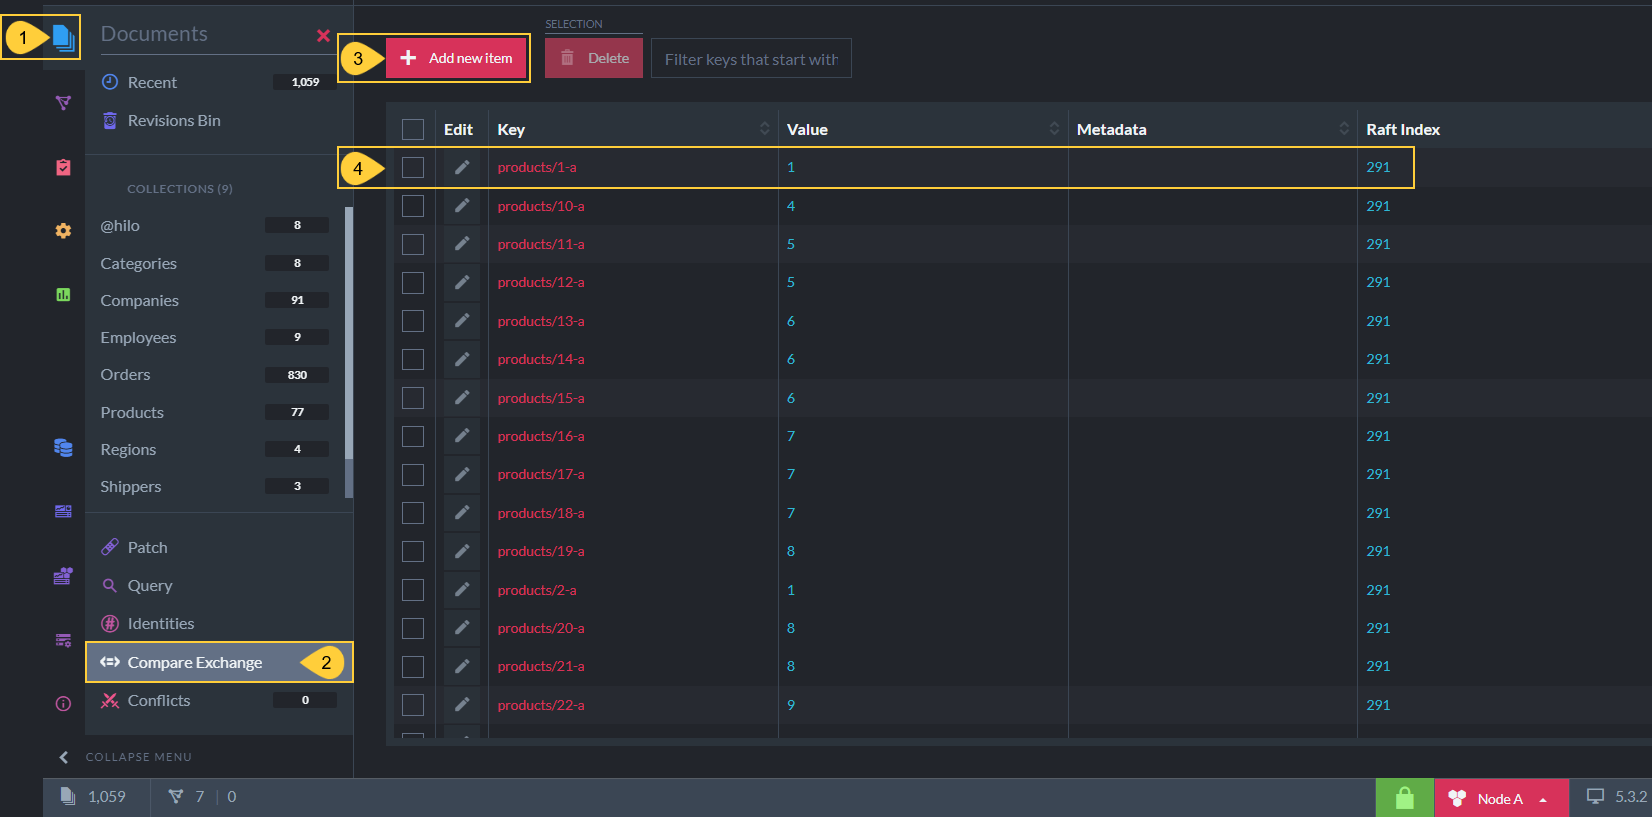 1
Documents
Recent 1,059
Revisions Bin
COLLECTIONS (9)
@hilo 8
Categories 8
Companies 91
Employees 9
Orders 830
Products 77
Regions 4
Shippers 3
Patch
Query
Identities
Compare Exchange 2
Conflicts 0
COLLAPSE MENU
SELECTION
3 Add new item Delete Filter keys that start with
Edit Key Value Metadata Raft Index
4 products/1-a 1 291
products/10-a 4 291
products/11-a 5 291
products/12-a 5 291
products/13-a 6 291
products/14-a 6 291
products/15-a 6 291
products/16-a 7 291
products/17-a 7 291
products/18-a 7 291
products/19-a 8 291
products/2-a 1 291
products/20-a 8 291
products/21-a 8 291
products/22-a 9 291
1,059 7 | 0 Node A 5.3.2